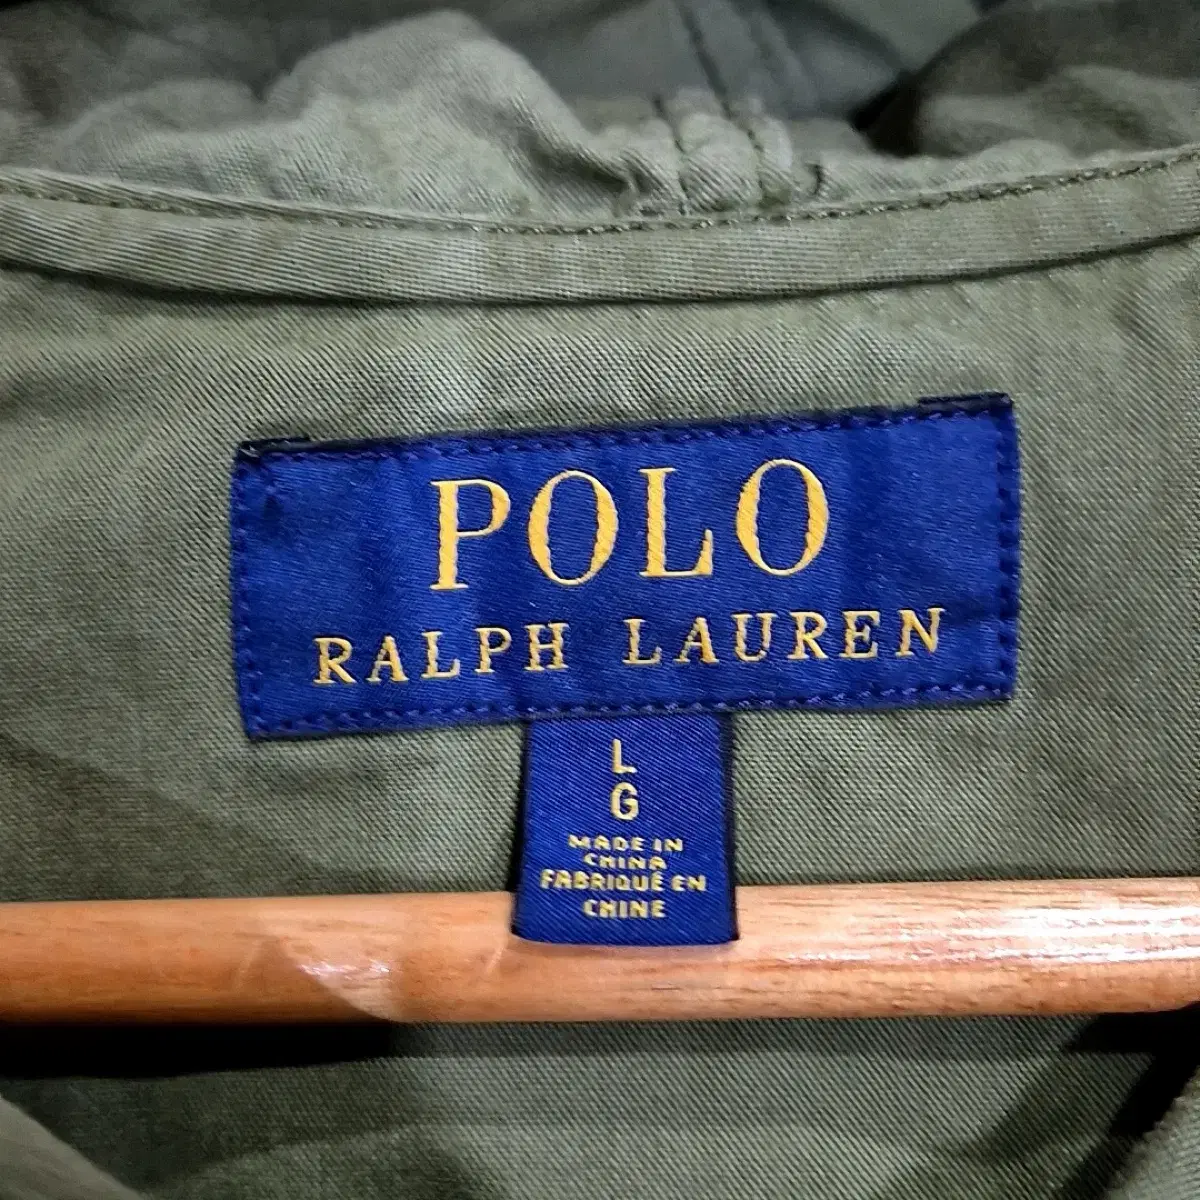 POLO
RALPH LAUREN
L
G
MADE IN
CHINA
FABRIQUÉ EN
CHINE